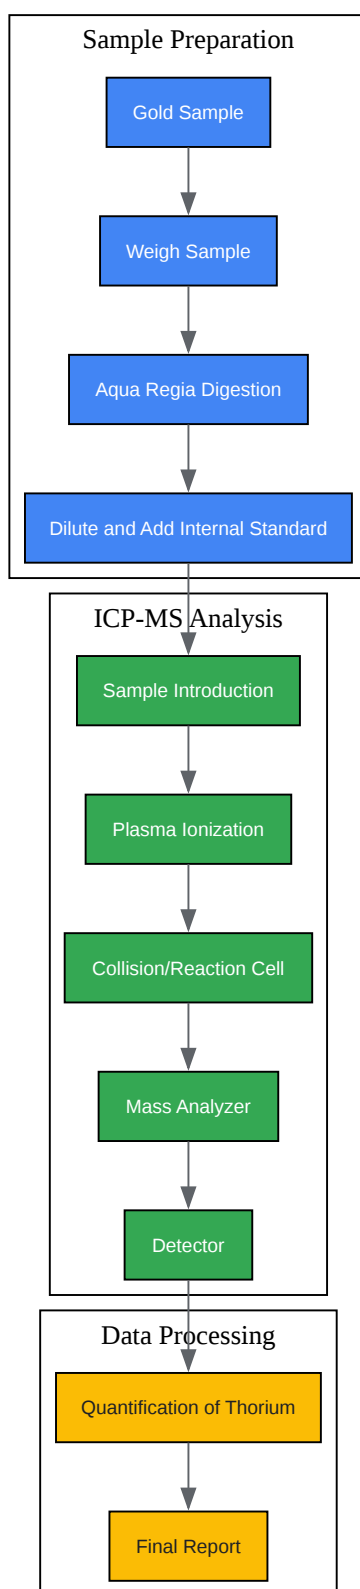 Sample Preparation
Gold Sample
Weigh Sample
Aqua Regia Digestion
Dilute and Add Internal Standard
ICP-MS Analysis
Sample Introduction
Plasma Ionization
Collision/Reaction Cell
Mass Analyzer
Detector
Data Processing
Quantification of Thorium
Final Report